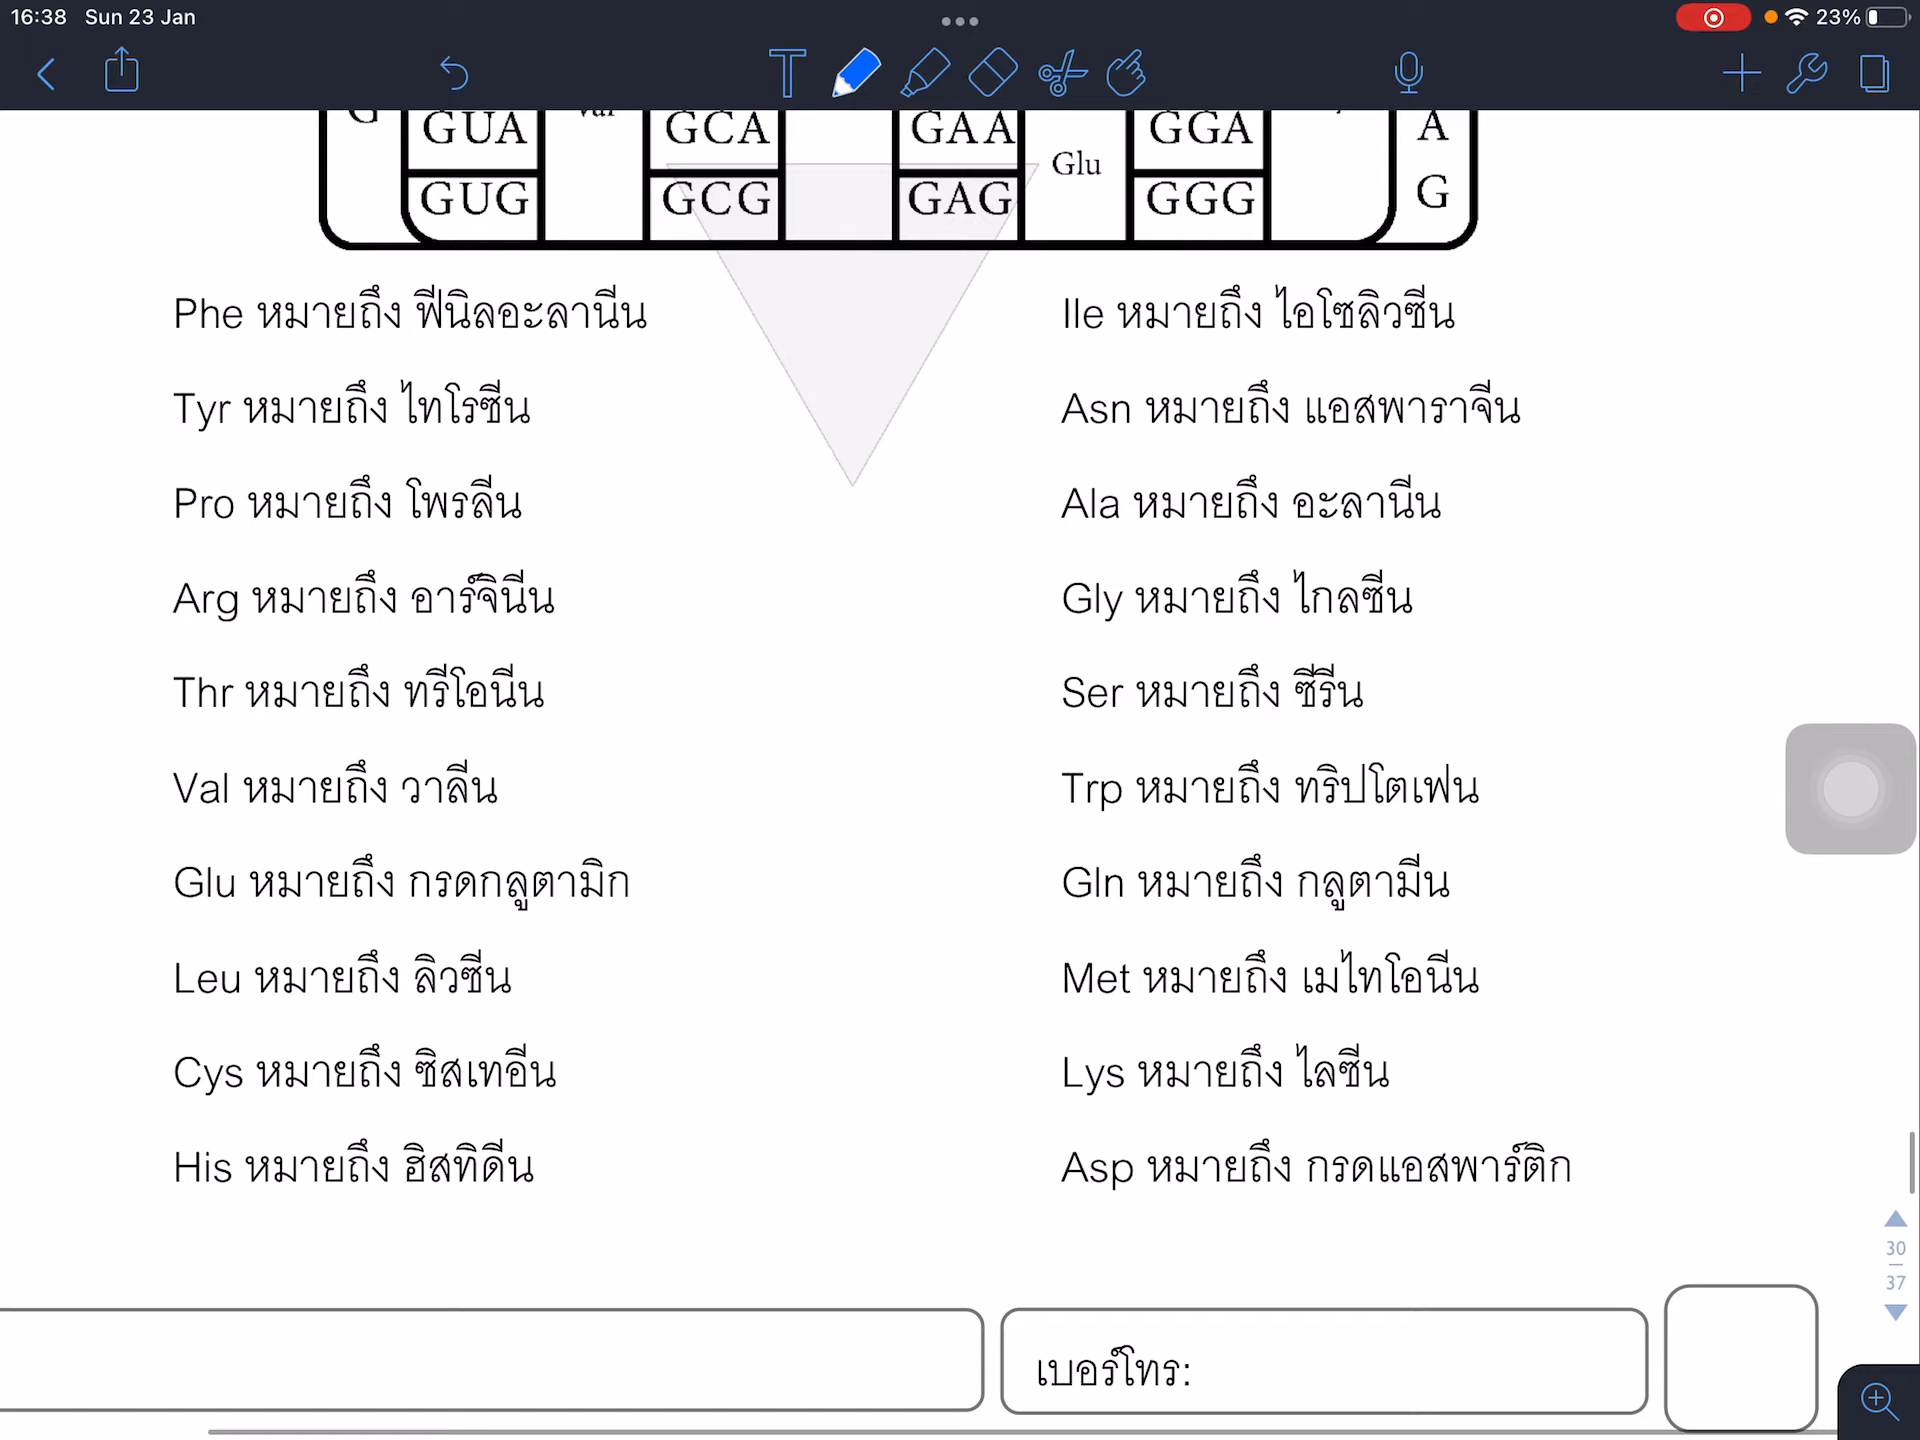 16:38 Sun 23 Jan
23%
G GUA Val GCA GAA GGA A
Glu
GUG GCG GAG GGG G
Phe หมายถึง ฟีนิลอะลานีน
Ile หมายถึง ไอโซลิวซีน
Tyr หมายถึง ไทโรซีน
Asn หมายถึง แอสพาราจีน
Pro หมายถึง โพรลีน
Ala หมายถึง อะลานีน
Arg หมายถึง อาร์จินีน
Gly หมายถึง ไกลซีน
Thr หมายถึง ทรีโอนีน
Ser หมายถึง ซีรีน
Val หมายถึง วาลีน
Trp หมายถึง ทริปโตเฟน
Glu หมายถึง กรดกลูตามิก
Gln หมายถึง กลูตามีน
Leu หมายถึง ลิวซีน
Met หมายถึง เมไทโอนีน
Cys หมายถึง ซิสเทอีน
Lys หมายถึง ไลซีน
His หมายถึง ฮิสทิดีน
Asp หมายถึง กรดแอสพาร์ติก
30
37
เบอร์โทร: